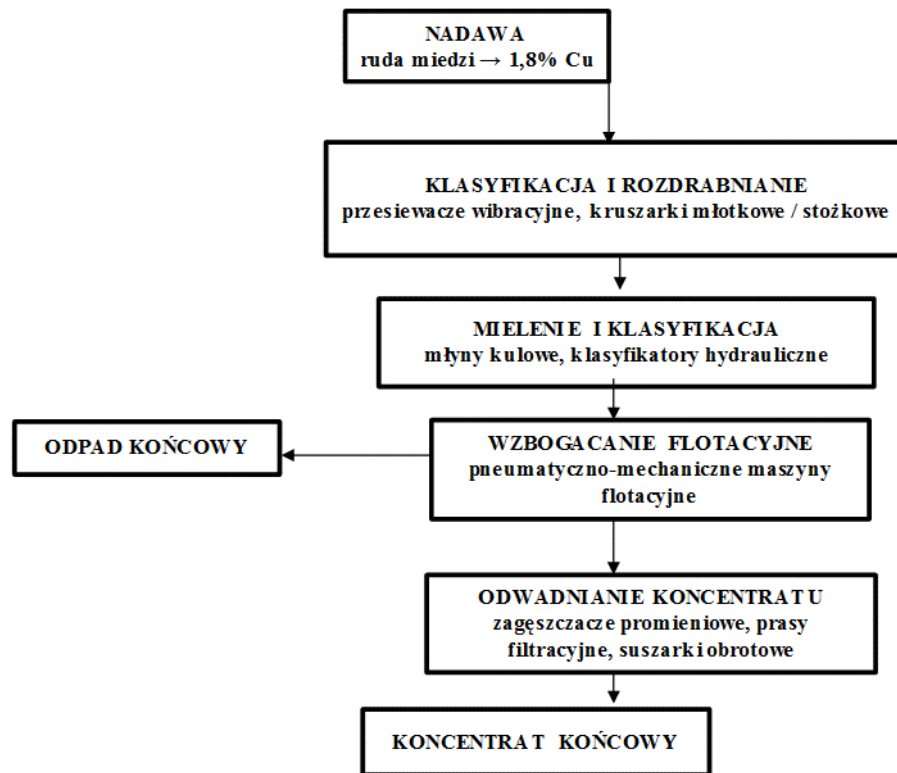 NADAWA
ruda miedzi → 1,8% Cu
KLASYFIKACJA I ROZDRABNIANIE
przesiewacze wibracyjne, kruszarki młotkowe / stożkowe
MIELENIE I KLASYFIKACJA
młyny kulowe, klasyfikatory hydrauliczne
ODPAD KOŃCOWY
WZBOGACANIE FLOTACYJNE
pneumatyczno-mechaniczne maszyny
flotacyjne
ODWADNIANIE KONCENTRATU
zagęszczacze promieniowe, prasy
filtracyjne, suszarki obrotowe
KONCENTRAT KOŃCOWY